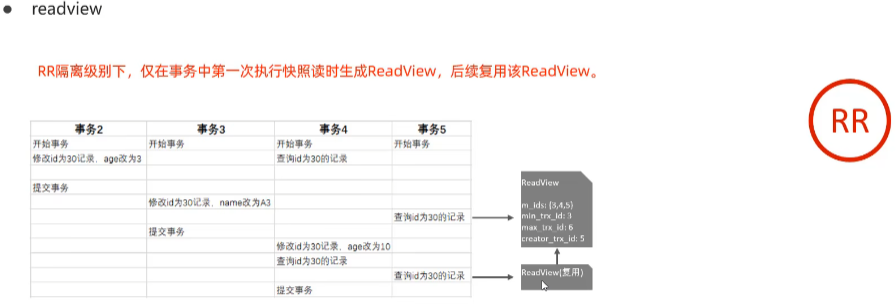 readview
RR隔离级别下，仅在事务中第一次执行快照读时生成ReadView，后续复用该ReadView。
RR
事务2 事务3 事务4 事务5
开始事务 开始事务 开始事务 开始事务
修改id为30记录，age改为3 查询id为30的记录
提交事务
修改id为30记录，name改为A3
查询id为30的记录
提交事务
修改id为30记录，age改为10
查询id为30的记录
查询id为30的记录
提交事务
ReadView
m_ids: {3,4,5}
min_trx_id: 3
max_trx_id: 6
creator_trx_id: 5
ReadView(复用)